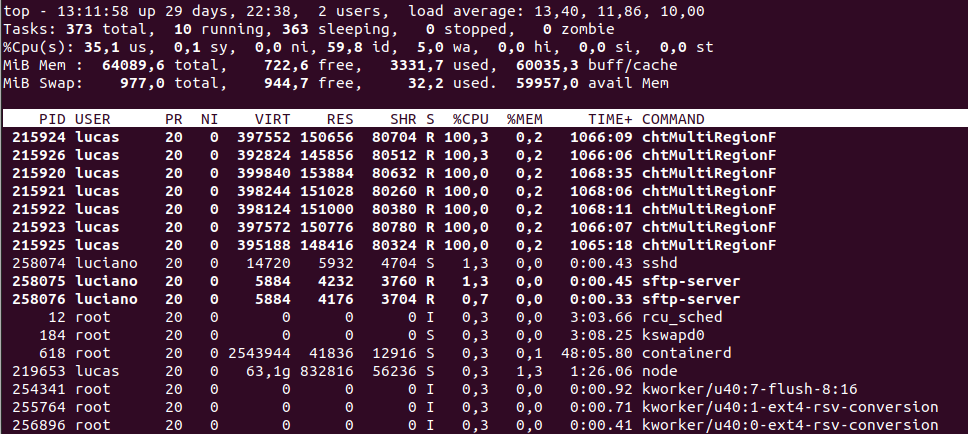 top - 13:11:58 up 29 days, 22:38,  2 users,  load average: 13,40, 11,86, 10,00
Tasks: 373 total,  10 running, 363 sleeping,   0 stopped,   0 zombie
%Cpu(s): 35,1 us,  0,1 sy,  0,0 ni, 59,8 id,  5,0 wa,  0,0 hi,  0,0 si,  0,0 st
MiB Mem :  64089,6 total,    722,6 free,   3331,7 used,  60035,3 buff/cache
MiB Swap:    977,0 total,    944,7 free,     32,2 used.  59957,0 avail Mem
PID USER      PR  NI    VIRT    RES    SHR S  %CPU  %MEM     TIME+ COMMAND
215924 lucas     20   0  397552 150656  80704 R 100,3   0,2   1066:09 chtMultiRegionF
215926 lucas     20   0  392824 145856  80512 R 100,3   0,2   1066:06 chtMultiRegionF
215920 lucas     20   0  399840 153884  80632 R 100,0   0,2   1068:35 chtMultiRegionF
215921 lucas     20   0  398244 151028  80260 R 100,0   0,2   1068:06 chtMultiRegionF
215922 lucas     20   0  398124 151000  80380 R 100,0   0,2   1068:11 chtMultiRegionF
215923 lucas     20   0  397572 150776  80780 R 100,0   0,2   1066:07 chtMultiRegionF
215925 lucas     20   0  395188 148416  80324 R 100,0   0,2   1065:18 chtMultiRegionF
258074 luciano   20   0   14720   5932   4704 S   1,3   0,0   0:00.43 sshd
258075 luciano   20   0    5884   4232   3760 R   1,3   0,0   0:00.45 sftp-server
258076 luciano   20   0    5884   4176   3704 R   0,7   0,0   0:00.33 sftp-server
12 root      20   0       0      0      0 I   0,3   0,0   3:03.66 rcu_sched
184 root      20   0       0      0      0 S   0,3   0,0   3:08.25 kswapd0
618 root      20   0 2543944  41836  12916 S   0,3   0,1  48:05.80 containerd
219653 lucas     20   0   63,1g 832816  56236 S   0,3   1,3   1:26.06 node
254341 root      20   0       0      0      0 I   0,3   0,0   0:00.92 kworker/u40:7-flush-8:16
255764 root      20   0       0      0      0 I   0,3   0,0   0:00.71 kworker/u40:1-ext4-rsv-conversion
256896 root      20   0       0      0      0 I   0,3   0,0   0:00.41 kworker/u40:0-ext4-rsv-conversion